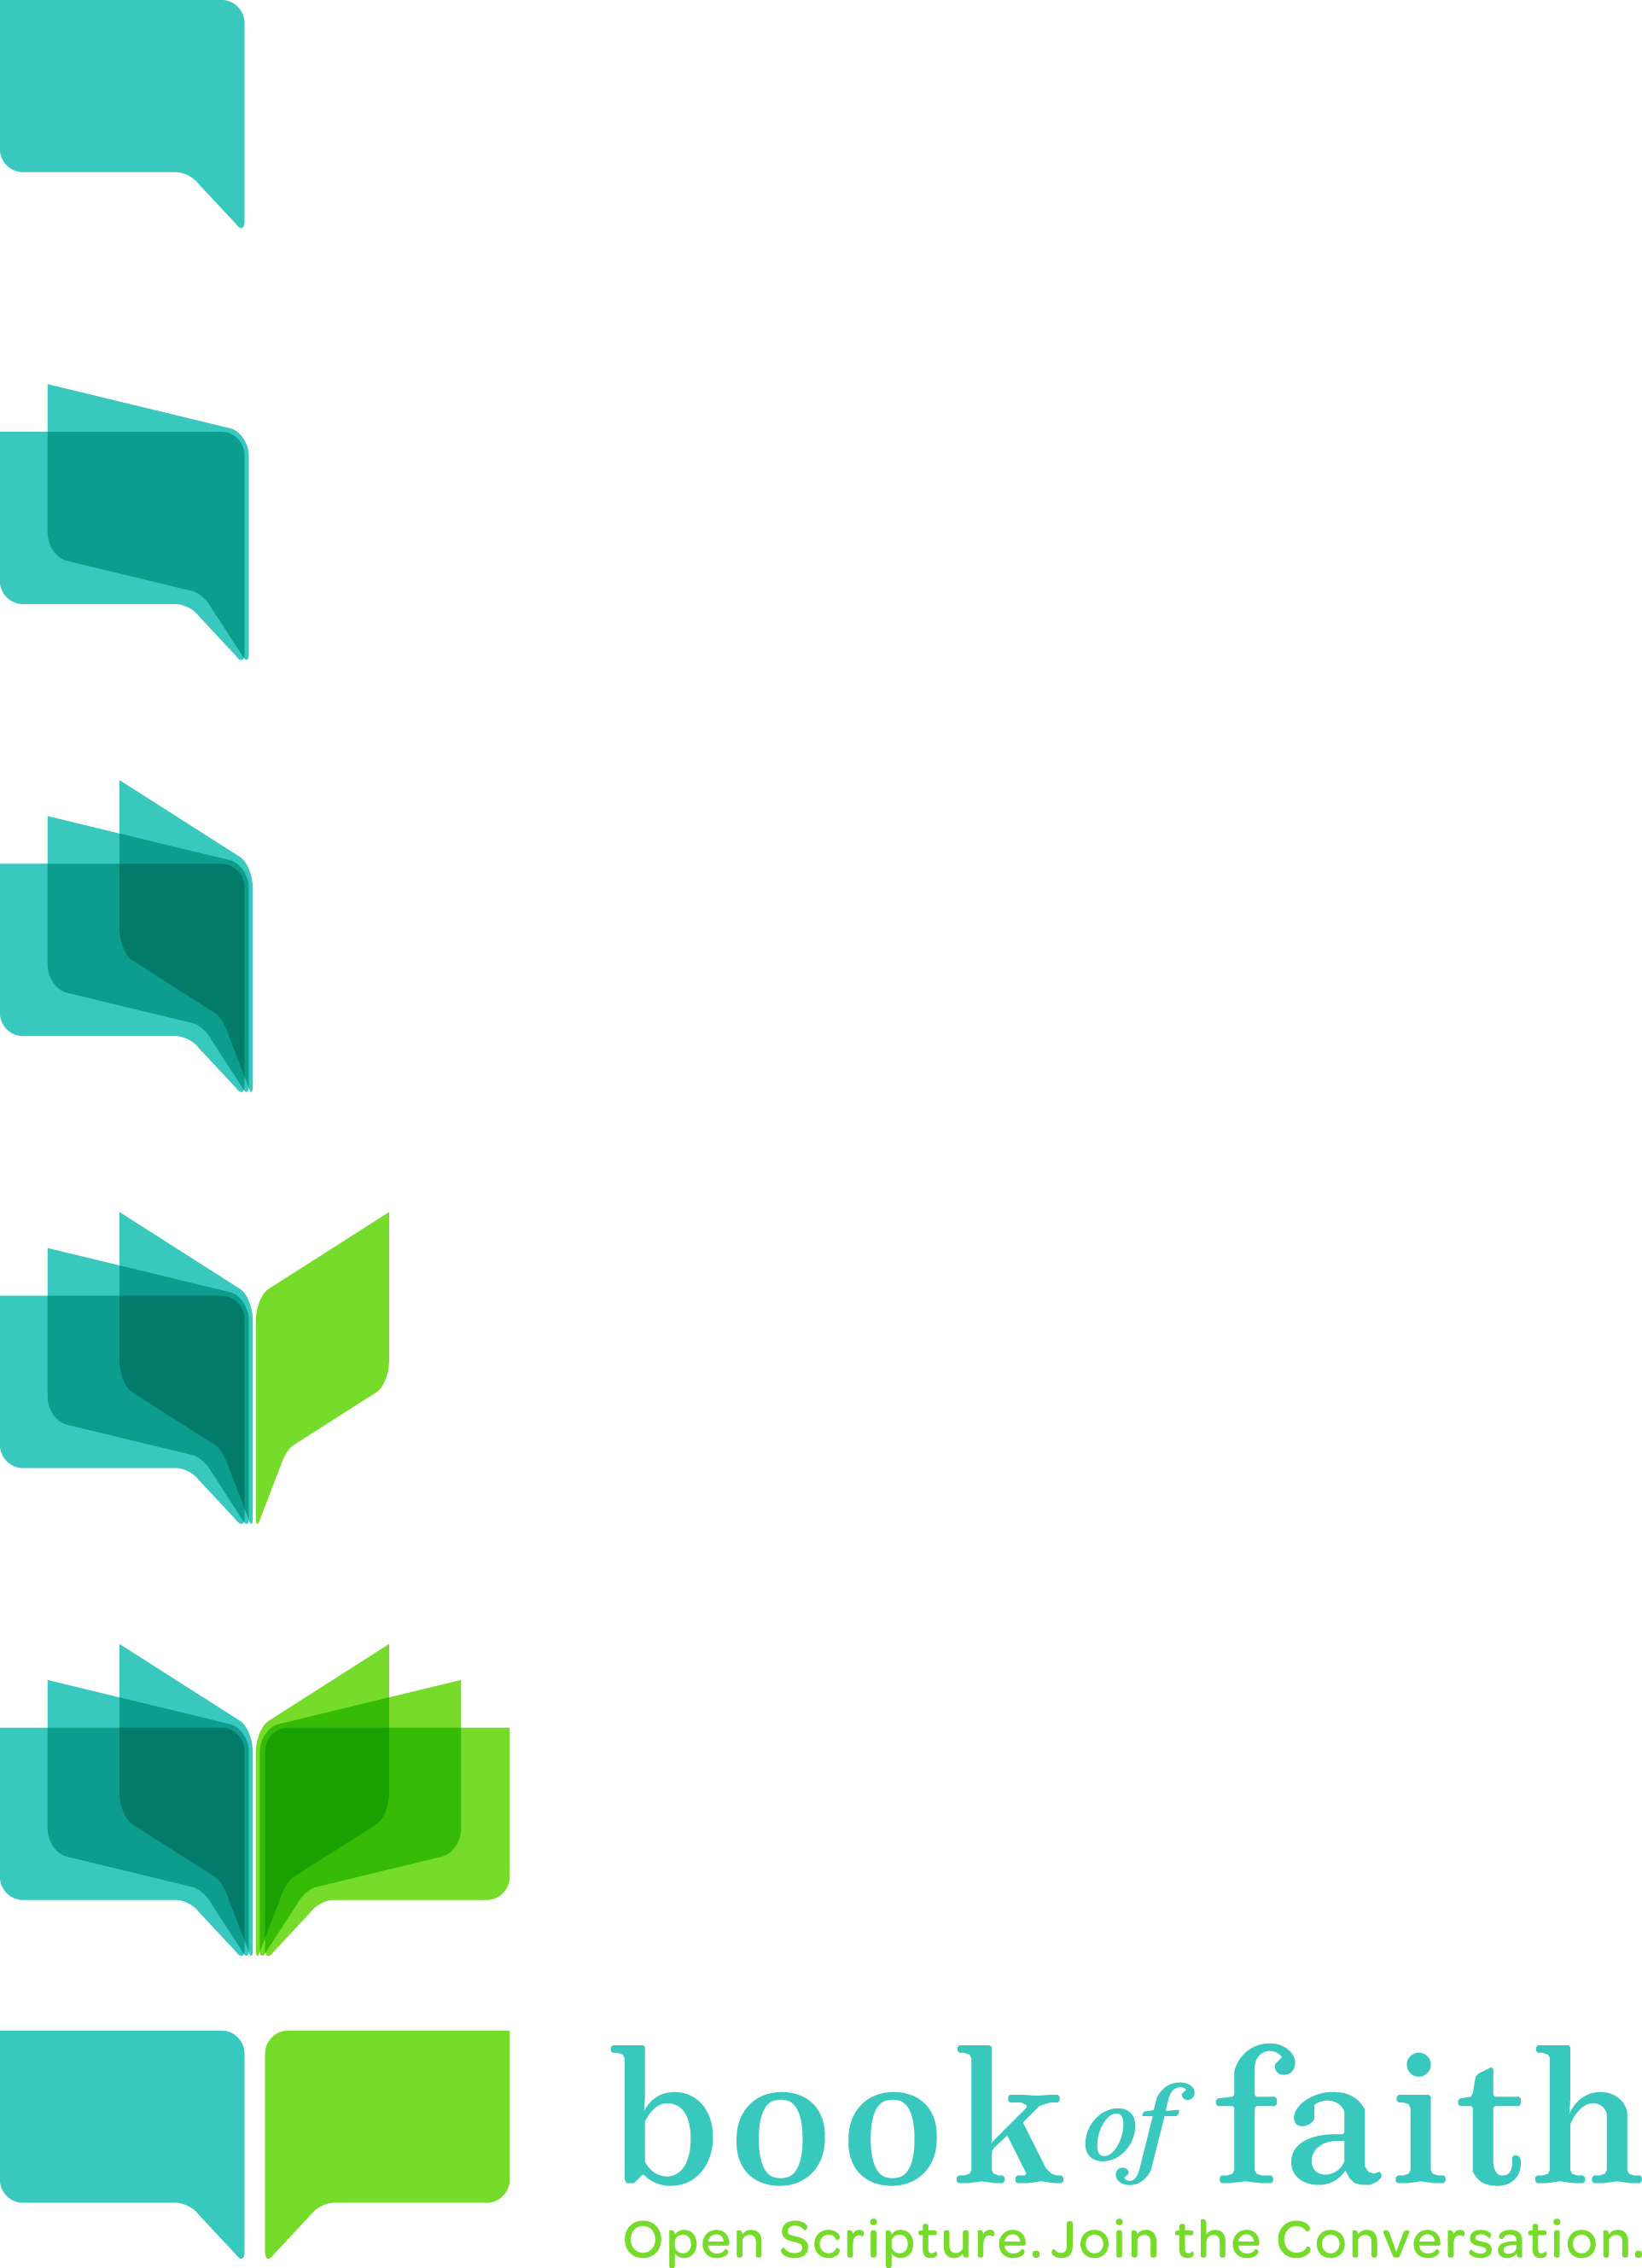 book of faith
Open Scripture. Join the Conversation.